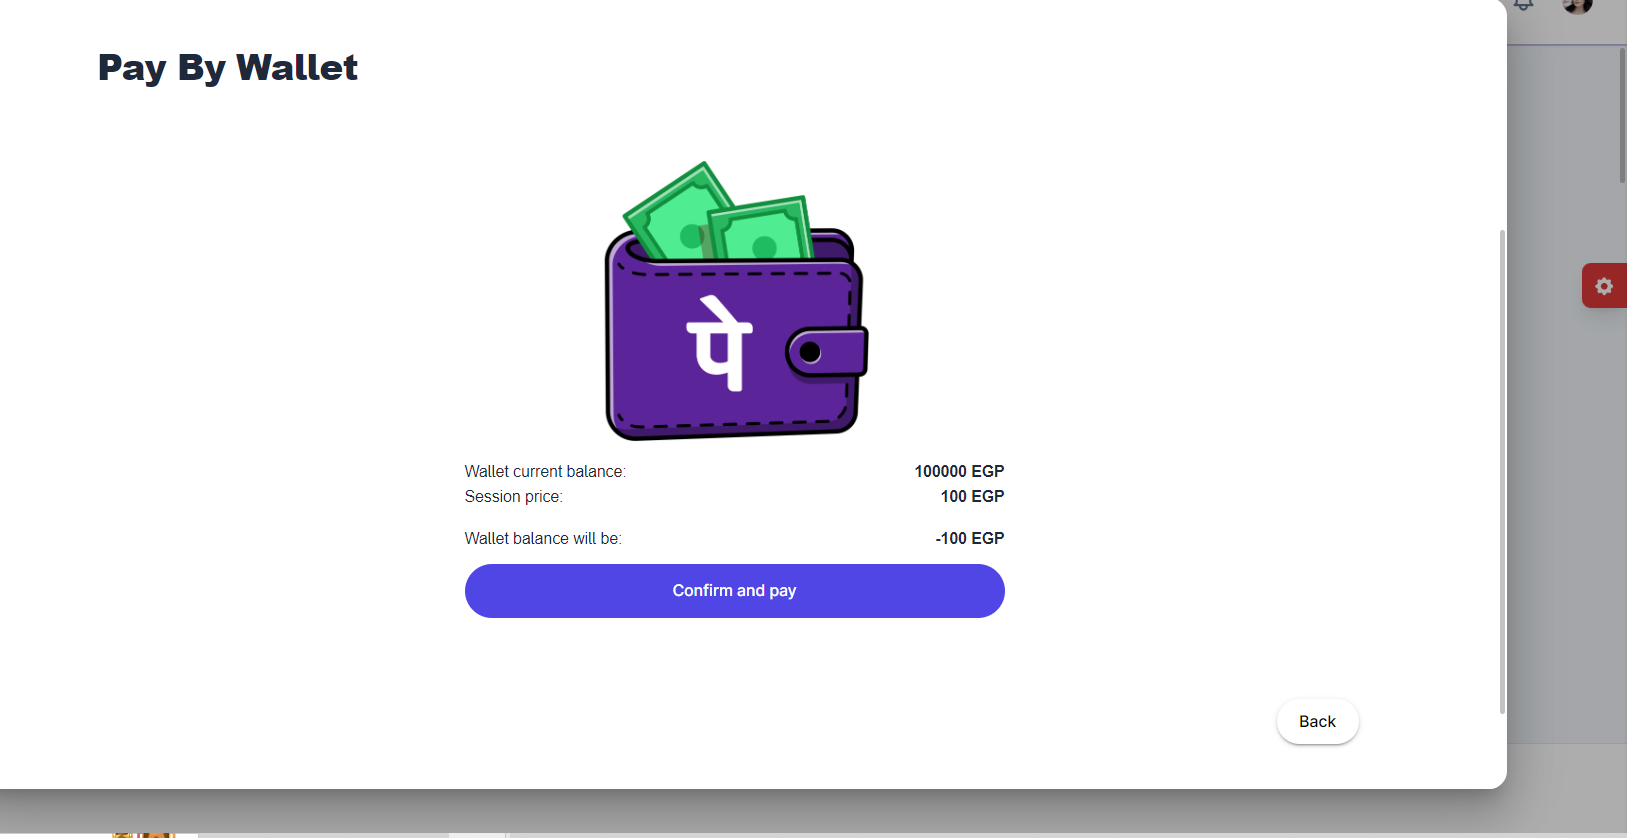 Pay By Wallet
पे
Wallet current balance: 100000 EGP
Session price: 100 EGP
Wallet balance will be: -100 EGP
Confirm and pay
Back